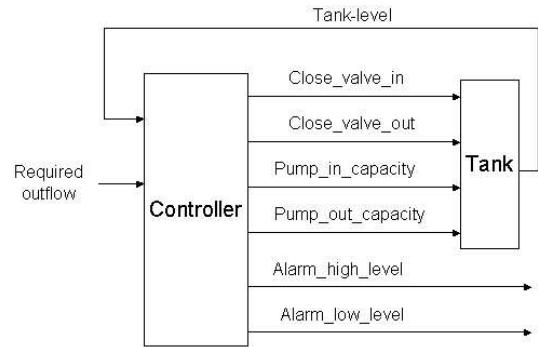 Tank-level
Close_valve_in
Close_valve_out
Tank
Required
outflow
Pump_in_capacity
Controller
Pump_out_capacity
Alarm_high_level
Alarm_low_level